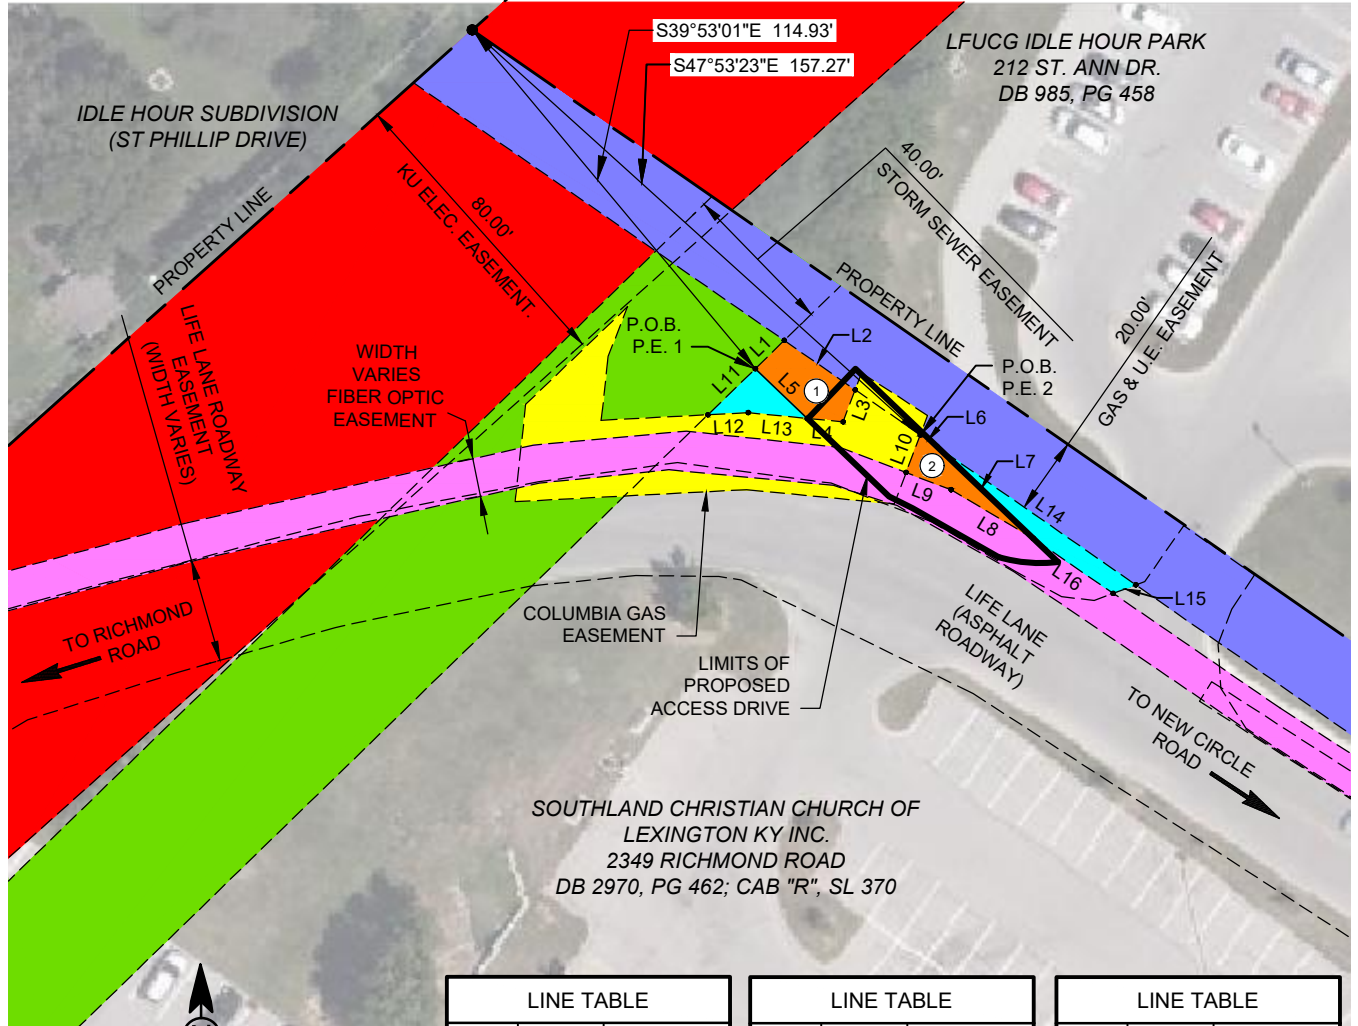 S39°53'01"E 114.93'
S47°53'23"E 157.27'
LFUCG IDLE HOUR PARK
212 ST. ANN DR.
DB 985, PG 458
IDLE HOUR SUBDIVISION
(ST PHILLIP DRIVE)
PROPERTY LINE
80.00'
KU ELEC. EASEMENT.
40.00'
STORM SEWER EASEMENT
PROPERTY LINE
20.00'
GAS & U.E. EASEMENT
LIFE LANE ROADWAY
EASEMENT
(WIDTH VARIES)
WIDTH
VARIES
FIBER OPTIC
EASEMENT
P.O.B.
P.E. 1
L1
L2
L11
L5
1
L3
L12
L13
L4
L10
P.O.B.
P.E. 2
L6
2
L7
L9
L8
L14
L16
L15
TO RICHMOND
ROAD
COLUMBIA GAS
EASEMENT
LIMITS OF
PROPOSED
ACCESS DRIVE
LIFE LANE
(ASPHALT
ROADWAY)
TO NEW CIRCLE
ROAD
SOUTHLAND CHRISTIAN CHURCH OF
LEXINGTON KY INC.
2349 RICHMOND ROAD
DB 2970, PG 462; CAB "R", SL 370
LINE TABLE
LINE TABLE
LINE TABLE